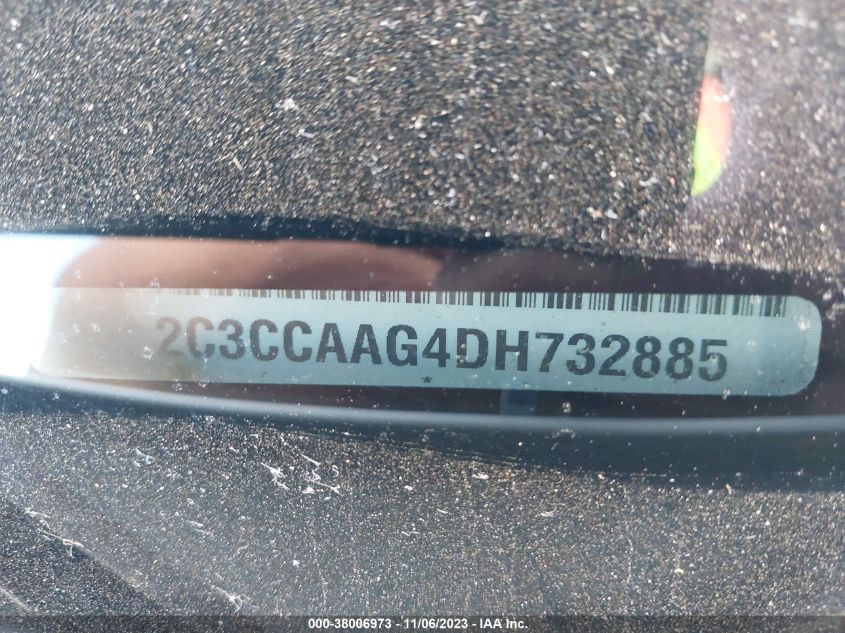 2C3CCAAG4DH732885
*
000-38006973 - 11/06/2023 - IAA Inc.